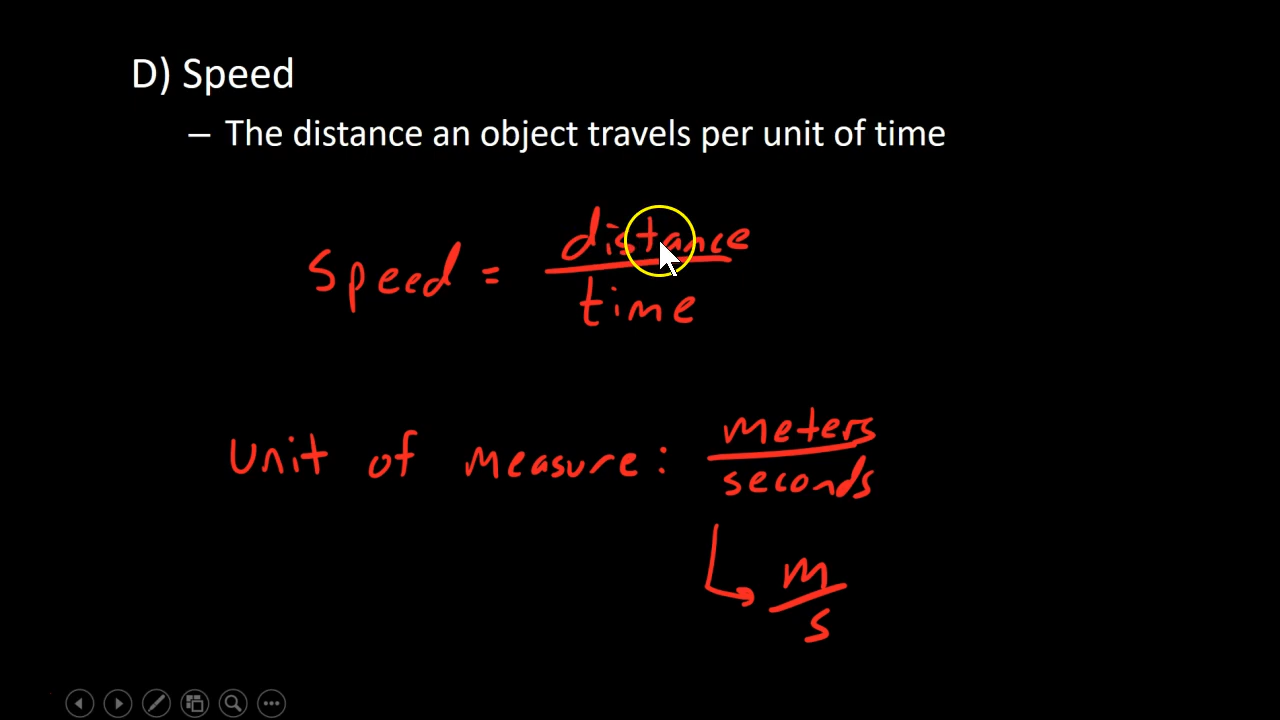 D) Speed
– The distance an object travels per unit of time
Speed = distance
time
Unit of measure: meters
seconds
m
s